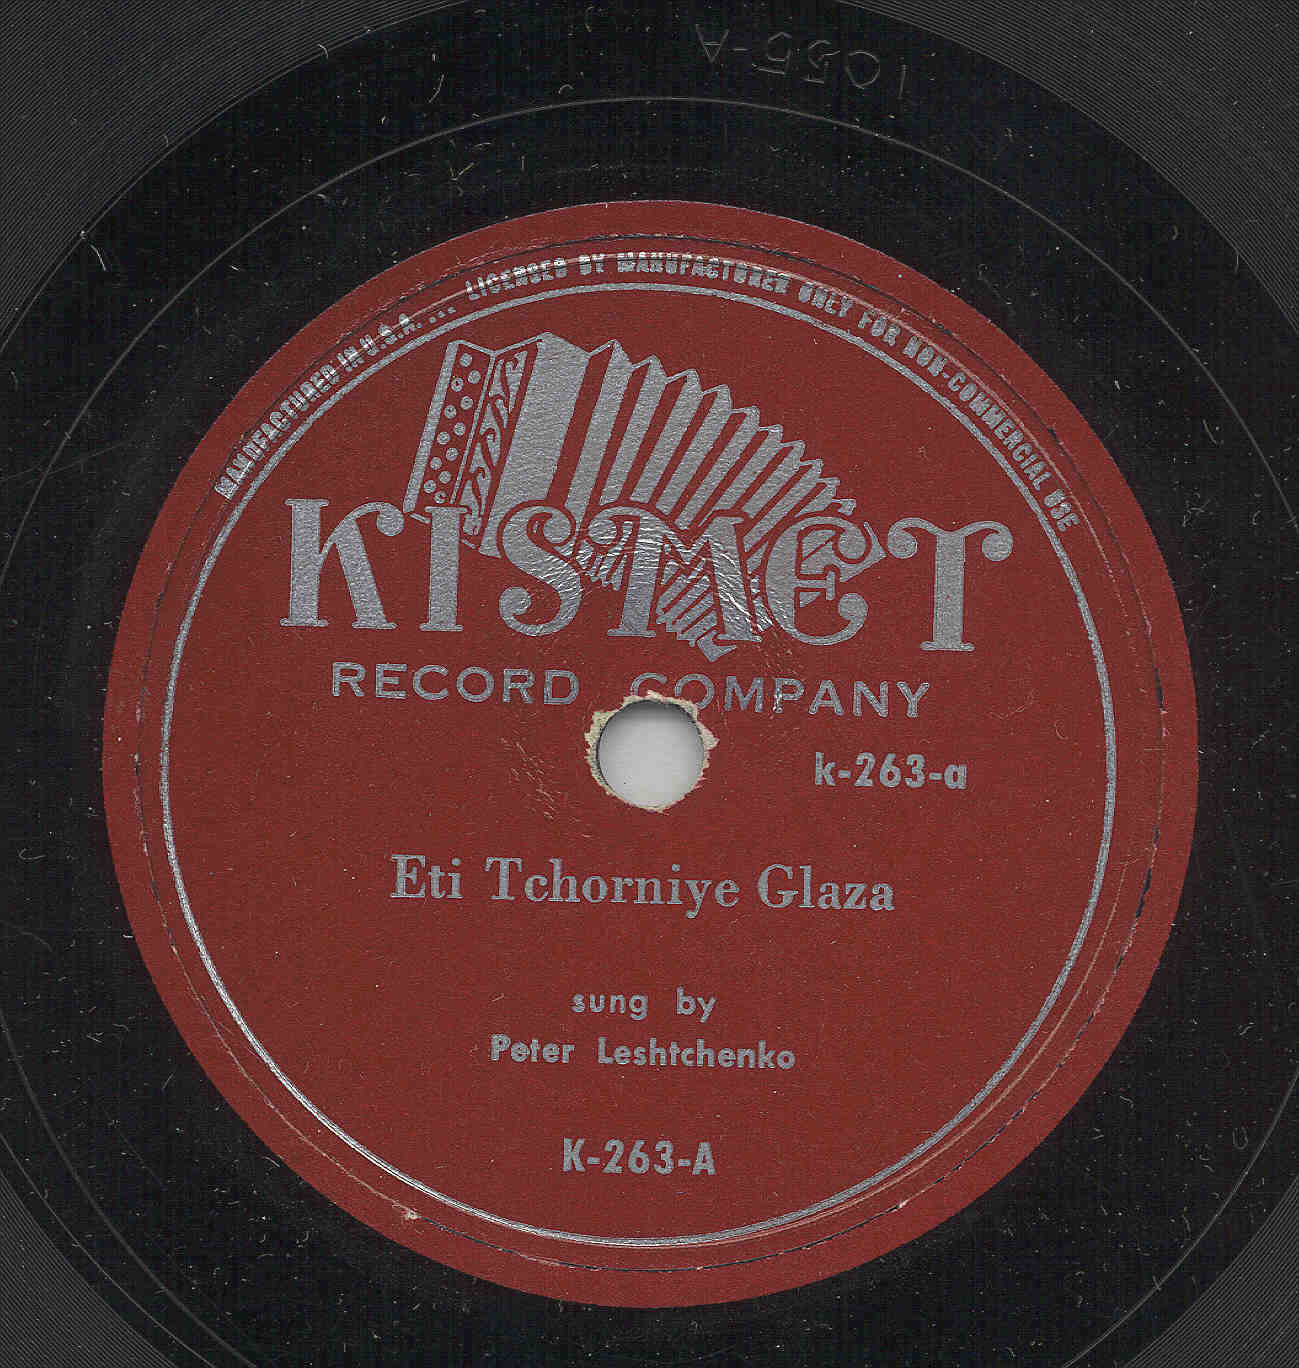 1035-A
MANUFACTURED IN U.S.A. ... LICENSED BY MANUFACTURER ONLY FOR NON-COMMERCIAL USE
KISMET
RECORD COMPANY
k-263-a
Eti Tchorniye Glaza
sung by
Peter Leshtchenko
K-263-A